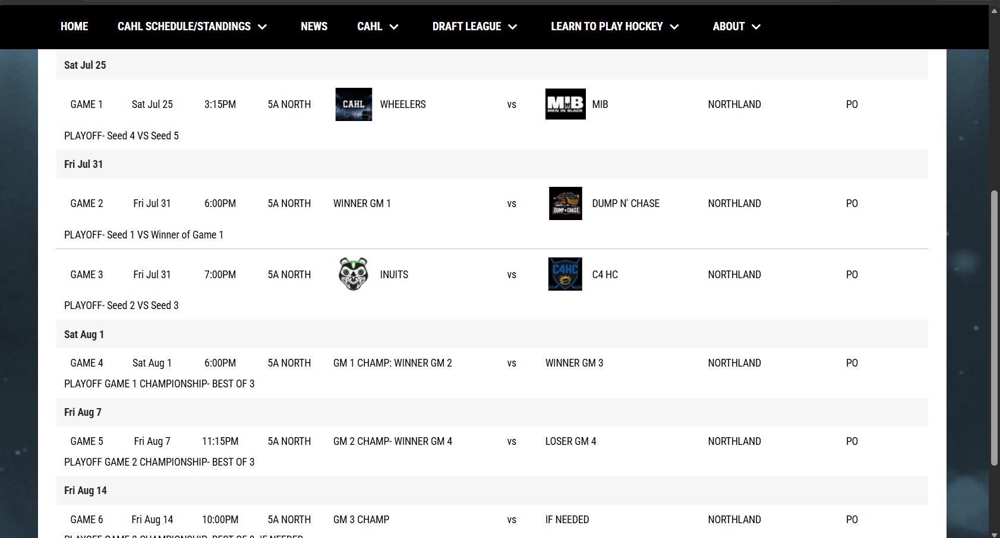 HOME CAHL SCHEDULE/STANDINGS NEWS CAHL DRAFT LEAGUE LEARN TO PLAY HOCKEY ABOUT
Sat Jul 25
GAME 1 Sat Jul 25 3:15PM 5A NORTH CAHL WHEELERS vs MIB MEN IN BLACK MIB NORTHLAND PO
PLAYOFF- Seed 4 VS Seed 5
Fri Jul 31
GAME 2 Fri Jul 31 6:00PM 5A NORTH WINNER GM 1 vs DUMP N CHASE DUMP N' CHASE NORTHLAND PO
PLAYOFF- Seed 1 VS Winner of Game 1
GAME 3 Fri Jul 31 7:00PM 5A NORTH INUITS vs C4HC C4 HC NORTHLAND PO
PLAYOFF- Seed 2 VS Seed 3
Sat Aug 1
GAME 4 Sat Aug 1 6:00PM 5A NORTH GM 1 CHAMP: WINNER GM 2 vs WINNER GM 3 NORTHLAND PO
PLAYOFF GAME 1 CHAMPIONSHIP- BEST OF 3
Fri Aug 7
GAME 5 Fri Aug 7 11:15PM 5A NORTH GM 2 CHAMP- WINNER GM 4 vs LOSER GM 4 NORTHLAND PO
PLAYOFF GAME 2 CHAMPIONSHIP- BEST OF 3
Fri Aug 14
GAME 6 Fri Aug 14 10:00PM 5A NORTH GM 3 CHAMP vs IF NEEDED NORTHLAND PO